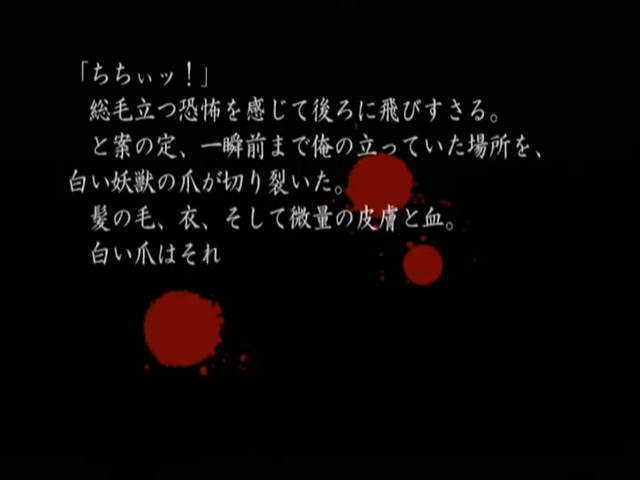 「ちちぃッ！」
総毛立つ恐怖を感じて後ろに飛びすさる。
と案の定、一瞬前まで俺の立っていた場所を、
白い妖獣の爪が切り裂いた。
髪の毛、衣、そして微量の皮膚と血。
白い爪はそれ